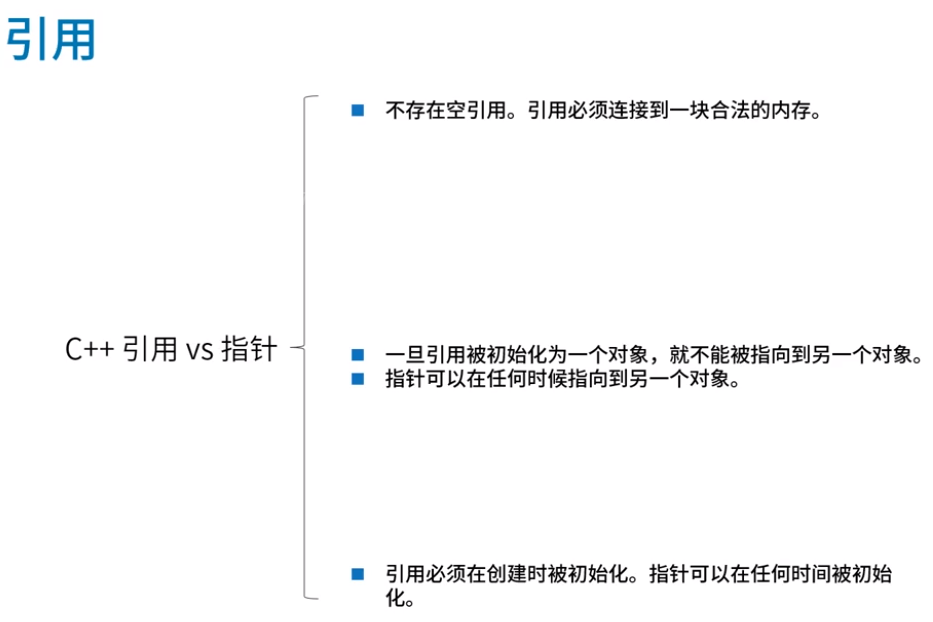 引用
不存在空引用。引用必须连接到一块合法的内存。
C++ 引用 vs 指针
一旦引用被初始化为一个对象，就不能被指向到另一个对象。
指针可以在任何时候指向到另一个对象。
引用必须在创建时被初始化。指针可以在任何时间被初始
化。